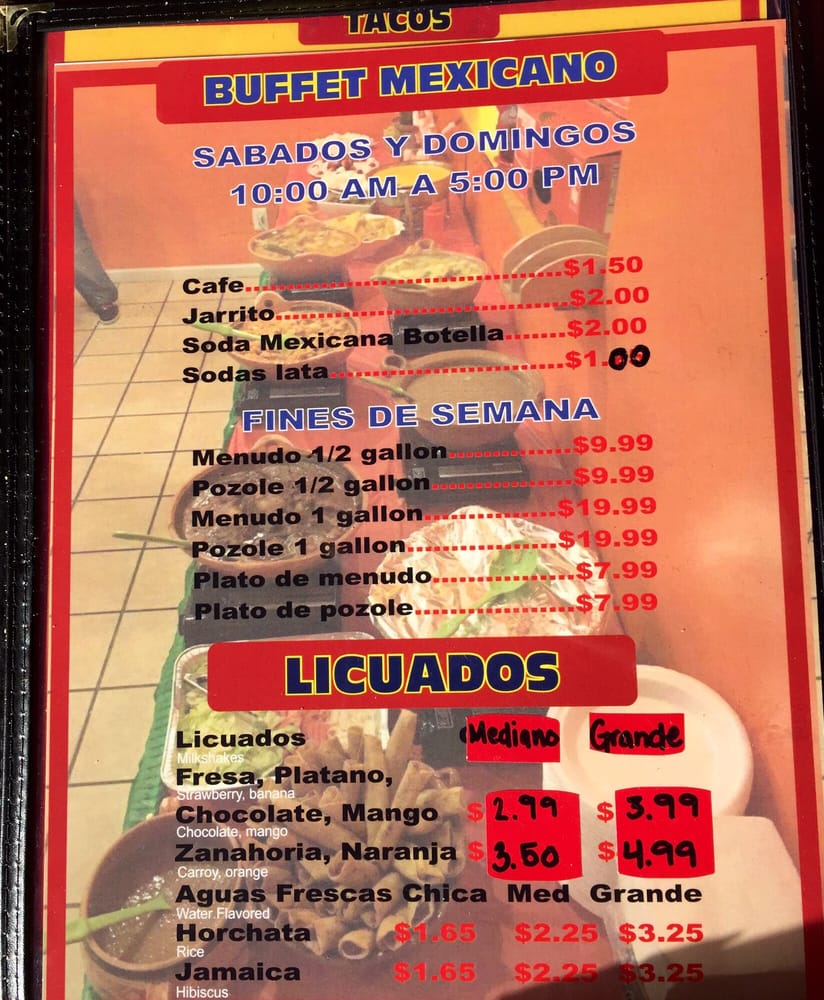 TACOS
BUFFET MEXICANO
SABADOS Y DOMINGOS
10:00 AM A 5:00 PM
Cafe..............................$1.50
Jarrito............................$2.00
Soda Mexicana Botella.......$2.00
Sodas lata........................$1.00
FINES DE SEMANA
Menudo 1/2 gallon..............$9.99
Pozole 1/2 gallon................$9.99
Menudo 1 gallon...............$19.99
Pozole 1 gallon.................$19.99
Plato de menudo................$7.99
Plato de pozole..................$7.99
LICUADOS
Licuados Mediano Grande
Milkshakes
Fresa, Platano,
Strawberry, banana
Chocolate, Mango $2.99 $3.99
Chocolate, mango
Zanahoria, Naranja $3.50 $4.99
Carroy, orange
Aguas Frescas Chica Med Grande
Water Flavored
Horchata $1.65 $2.25 $3.25
Rice
Jamaica $1.65 $2.25 $3.25
Hibiscus